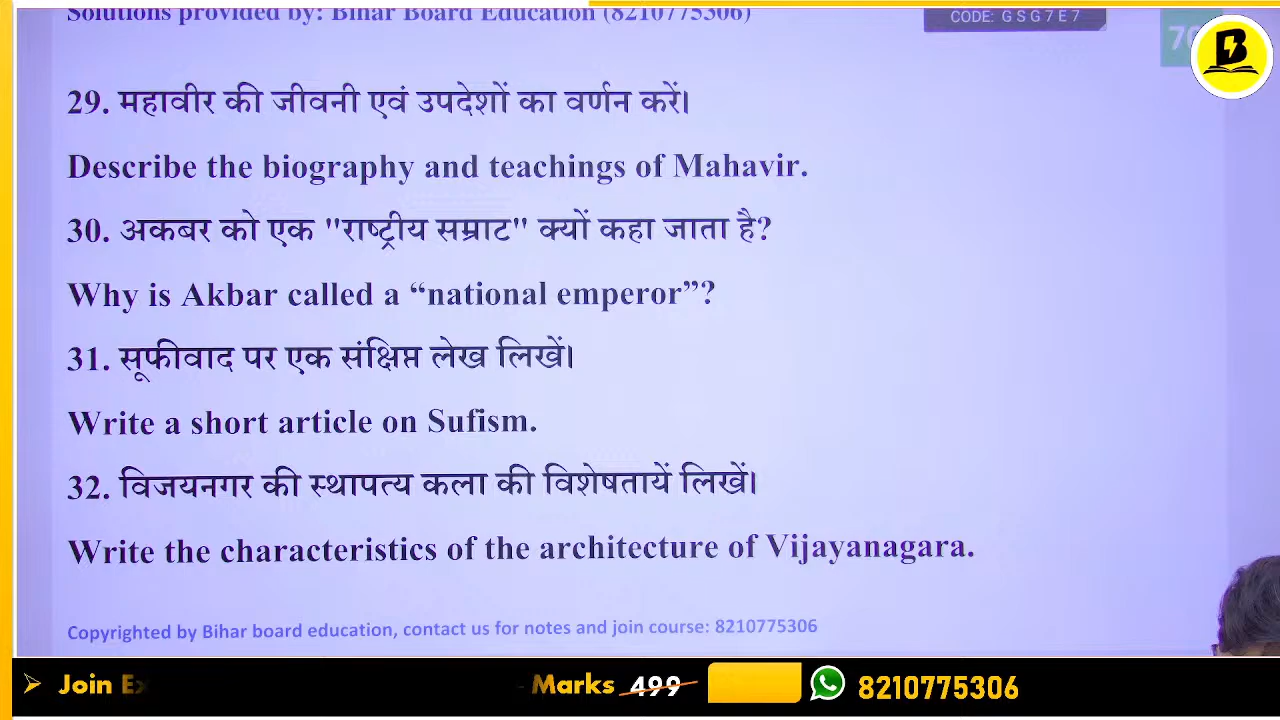 Solutions provided by: Bihar Board Education (8210775306)
CODE: G S G 7 E 7
B
29. महावीर की जीवनी एवं उपदेशों का वर्णन करें।
Describe the biography and teachings of Mahavir.
30. अकबर को एक "राष्ट्रीय सम्राट" क्यों कहा जाता है?
Why is Akbar called a “national emperor”?
31. सूफीवाद पर एक संक्षिप्त लेख लिखें।
Write a short article on Sufism.
32. विजयनगर की स्थापत्य कला की विशेषतायें लिखें।
Write the characteristics of the architecture of Vijayanagara.
Copyrighted by Bihar board education, contact us for notes and join course: 8210775306
Join Marks 499 8210775306